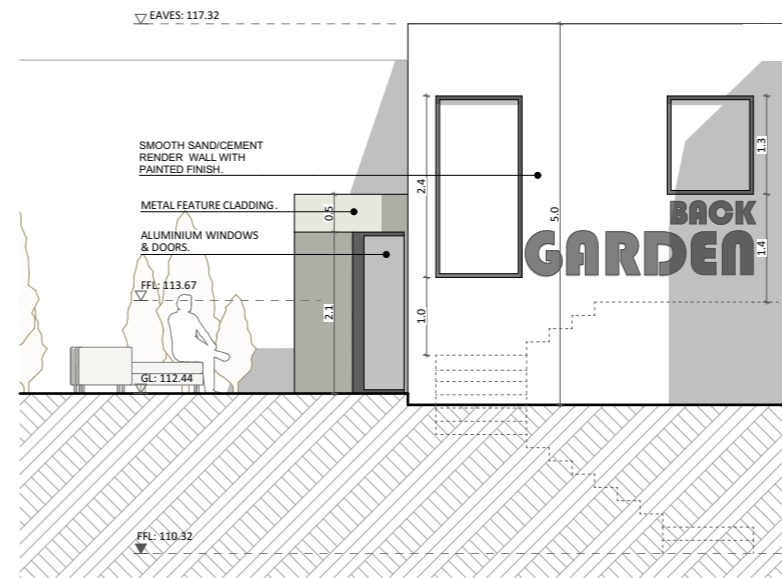 EAVES: 117.32
SMOOTH SAND/CEMENT
RENDER WALL WITH
PAINTED FINISH.
METAL FEATURE CLADDING.
ALUMINIUM WINDOWS
& DOORS.
FFL: 113.67
GL: 112.44
FFL: 110.32
0.5
2.1
2.4
1.0
5.0
1.3
1.4
BACK
GARDEN